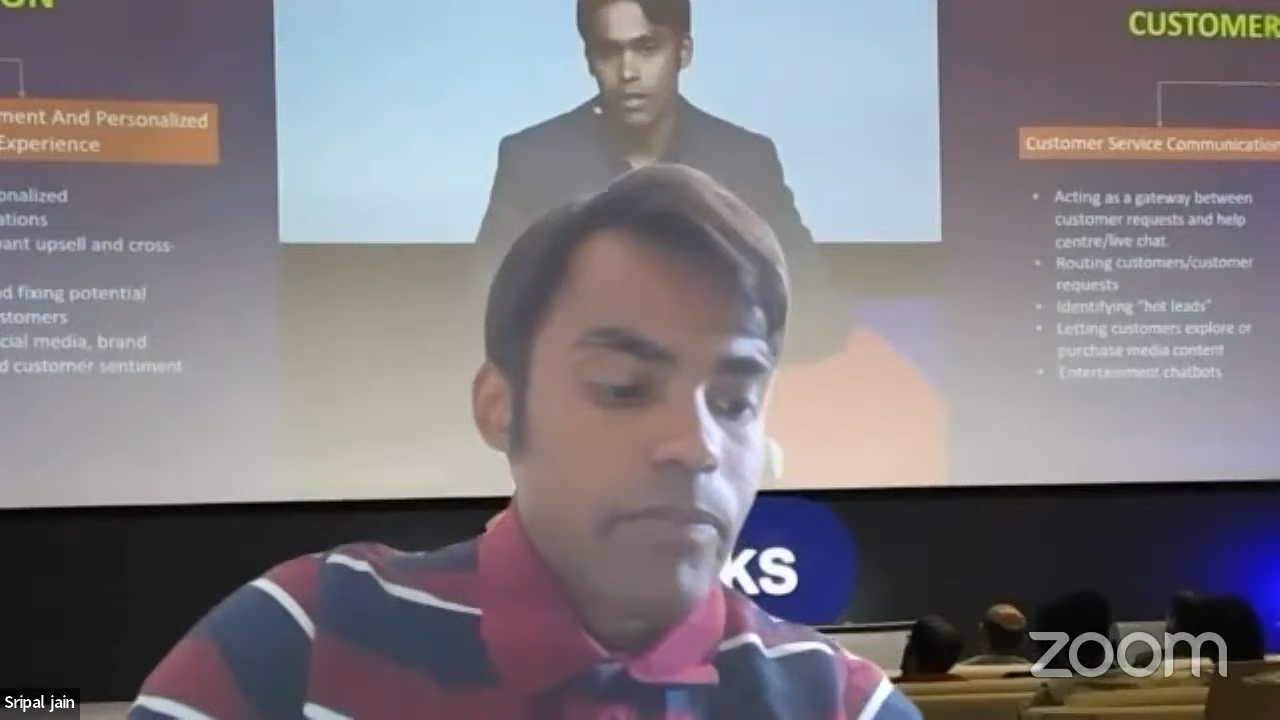 ON
CUSTOMER
ment And Personalized
Experience
Customer Service Communication
onalized
ations
vant upsell and cross-
d fixing potential
stomers
cial media, brand
d customer sentiment
• Acting as a gateway between
customer requests and help
centre/live chat.
• Routing customers/customer
requests
• Identifying "hot leads"
• Letting customers explore or
purchase media content
• Entertainment chatbots
ks
zoom
Sripal jain